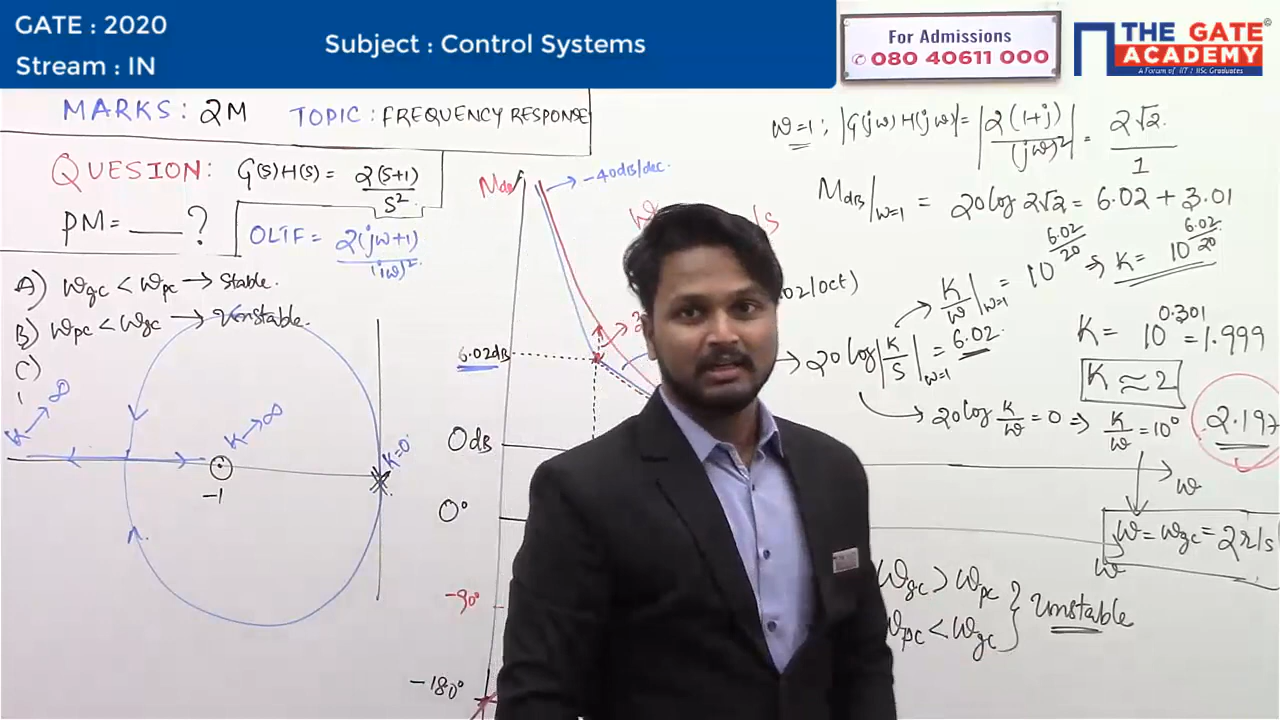 GATE : 2020
Stream : IN
Subject : Control Systems
For Admissions
080 40611 000
THE GATE ACADEMY
A Forum of IIT / IISc Graduates
MARKS: 2M TOPIC: FREQUENCY RESPONSE
QUESION: G(s)H(s) = 2(s+1)/s²
PM = ___ ?
OLTF = 2(jω+1)/(jω)²
A) ωgc < ωpc → Stable.
B) ωpc < ωgc → Unstable.
C)
K→∞
K→∞
K=0
-1
MdB
-40dB/dec.
6.02dB
0dB
0°
-90°
-180°
ω=1; |G(jω)H(jω)| = |2(1+j)/(jω)²| = 2√2/1
MdB|ω=1 = 20log2√2 = 6.02 + 3.01
K/ω|ω=1 = 10^(6.02/20) ⇒ K = 10^(6.02/20)
20log|K/s|ω=1 = 6.02
K = 10^0.301 = 1.999
K ≈ 2
20log K/ω = 0 ⇒ K/ω = 10⁰
ω = ωgc = 2r/s
ω
ω
ωgc > ωpc
ωpc < ωgc
Unstable